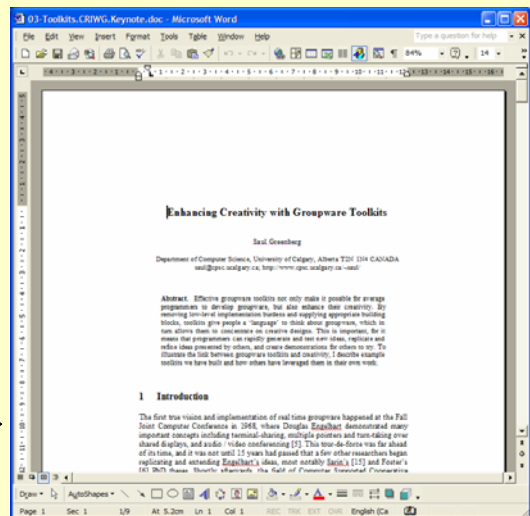 03-Toolkits.CRIWG.Keynote.doc - Microsoft Word
File Edit View Insert Format Tools Table Window Help
Type a question for help
84%
14
Enhancing Creativity with Groupware Toolkits
Saul Greenberg
Department of Computer Science, University of Calgary, Alberta T2N 1N4 CANADA
saul@cpsc.ucalgary.ca; http://www.cpsc.ucalgary.ca/~saul/
Abstract. Effective groupware toolkits not only make it possible for average
programmers to develop groupware, but also enhance their creativity. By
removing low-level implementation burdens and supplying appropriate building
blocks, toolkits give people a 'language' to think about groupware, which in
turn allows them to concentrate on creative designs. This is important, for it
means that programmers can rapidly generate and test new ideas, replicate and
refine ideas presented by others, and create demonstrations for others to try. To
illustrate the link between groupware toolkits and creativity, I describe example
toolkits we have built and how others have leveraged them in their own work.
1 Introduction
The first true vision and implementation of real time groupware happened at the Fall
Joint Computer Conference in 1968, where Douglas Engelbart demonstrated many
important concepts including terminal-sharing, multiple pointers and turn-taking over
shared displays, and audio / video conferencing [5]. This tour-de-force was far ahead
of its time, and it was not until 15 years had passed that a few other researchers began
replicating and extending Engelbart's ideas, most notably Sarin's [15] and Foster's
[6] PhD theses. Shortly afterwards, the field of Computer Supported Cooperative
Draw AutoShapes
Page 1 Sec 1 1/9 At 5.2cm Ln 1 Col 1 REC TRK EXT OVR English (Ca